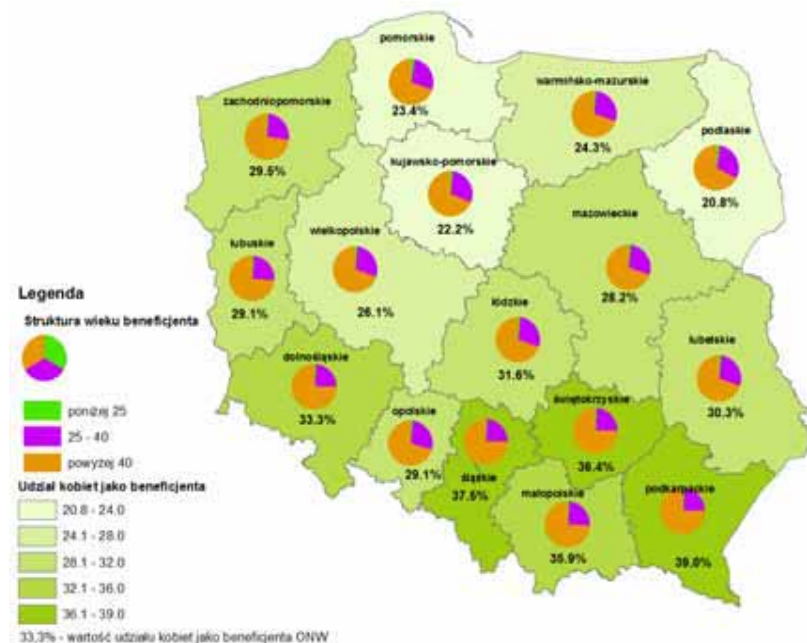 pomorskie
23.4%
warmińsko-mazurskie
24.3%
zachodniopomorskie
29.5%
podlaskie
20.8%
kujawsko-pomorskie
22.2%
mazowieckie
28.2%
wielkopolskie
26.1%
lubuskie
29.1%
łódzkie
31.6%
lubelskie
30.3%
dolnośląskie
33.3%
opolskie
29.1%
śląskie
37.5%
świętokrzyskie
36.4%
małopolskie
35.9%
podkarpackie
39.0%
Legenda
Struktura wieku beneficjenta
poniżej 25
25 - 40
powyżej 40
Udział kobiet jako beneficjenta
20.8 - 24.0
24.1 - 28.0
28.1 - 32.0
32.1 - 36.0
36.1 - 39.0
33,3% - wartość udziału kobiet jako beneficjenta ONW